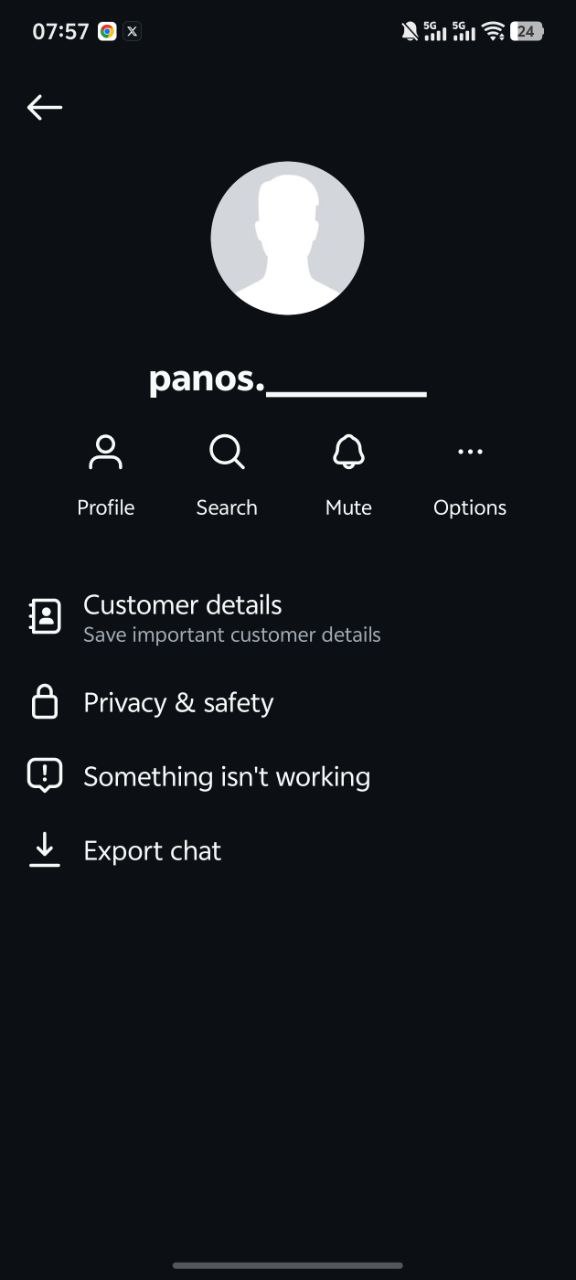 07:57 X 5G 5G 24
panos.__________
Profile Search Mute Options
Customer details
Save important customer details
Privacy & safety
Something isn't working
Export chat